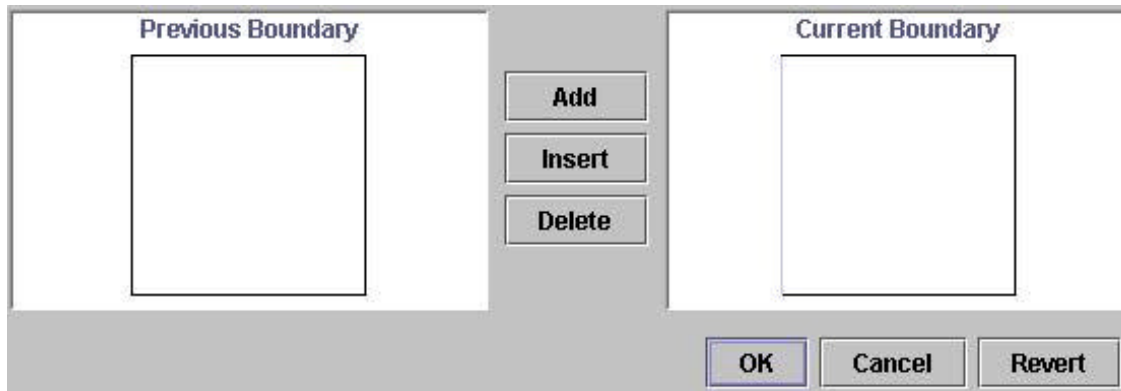 Previous Boundary
Current Boundary
Add
Insert
Delete
OK
Cancel
Revert